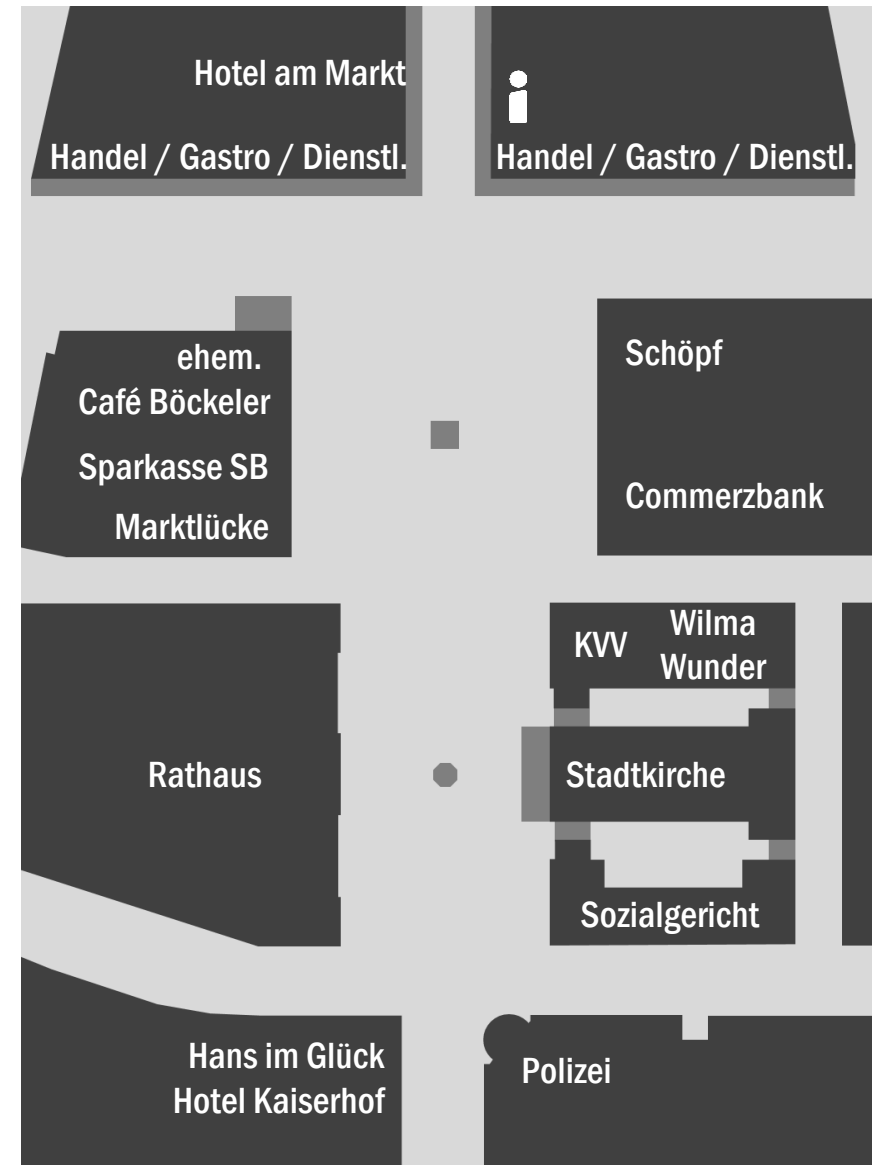 Hotel am Markt
Handel / Gastro / Dienstl.
i
Handel / Gastro / Dienstl.
ehem.
Café Böckeler
Sparkasse SB
Marktlücke
Schöpf
Commerzbank
Rathaus
KVV
Wilma
Wunder
Stadtkirche
Sozialgericht
Hans im Glück
Hotel Kaiserhof
Polizei